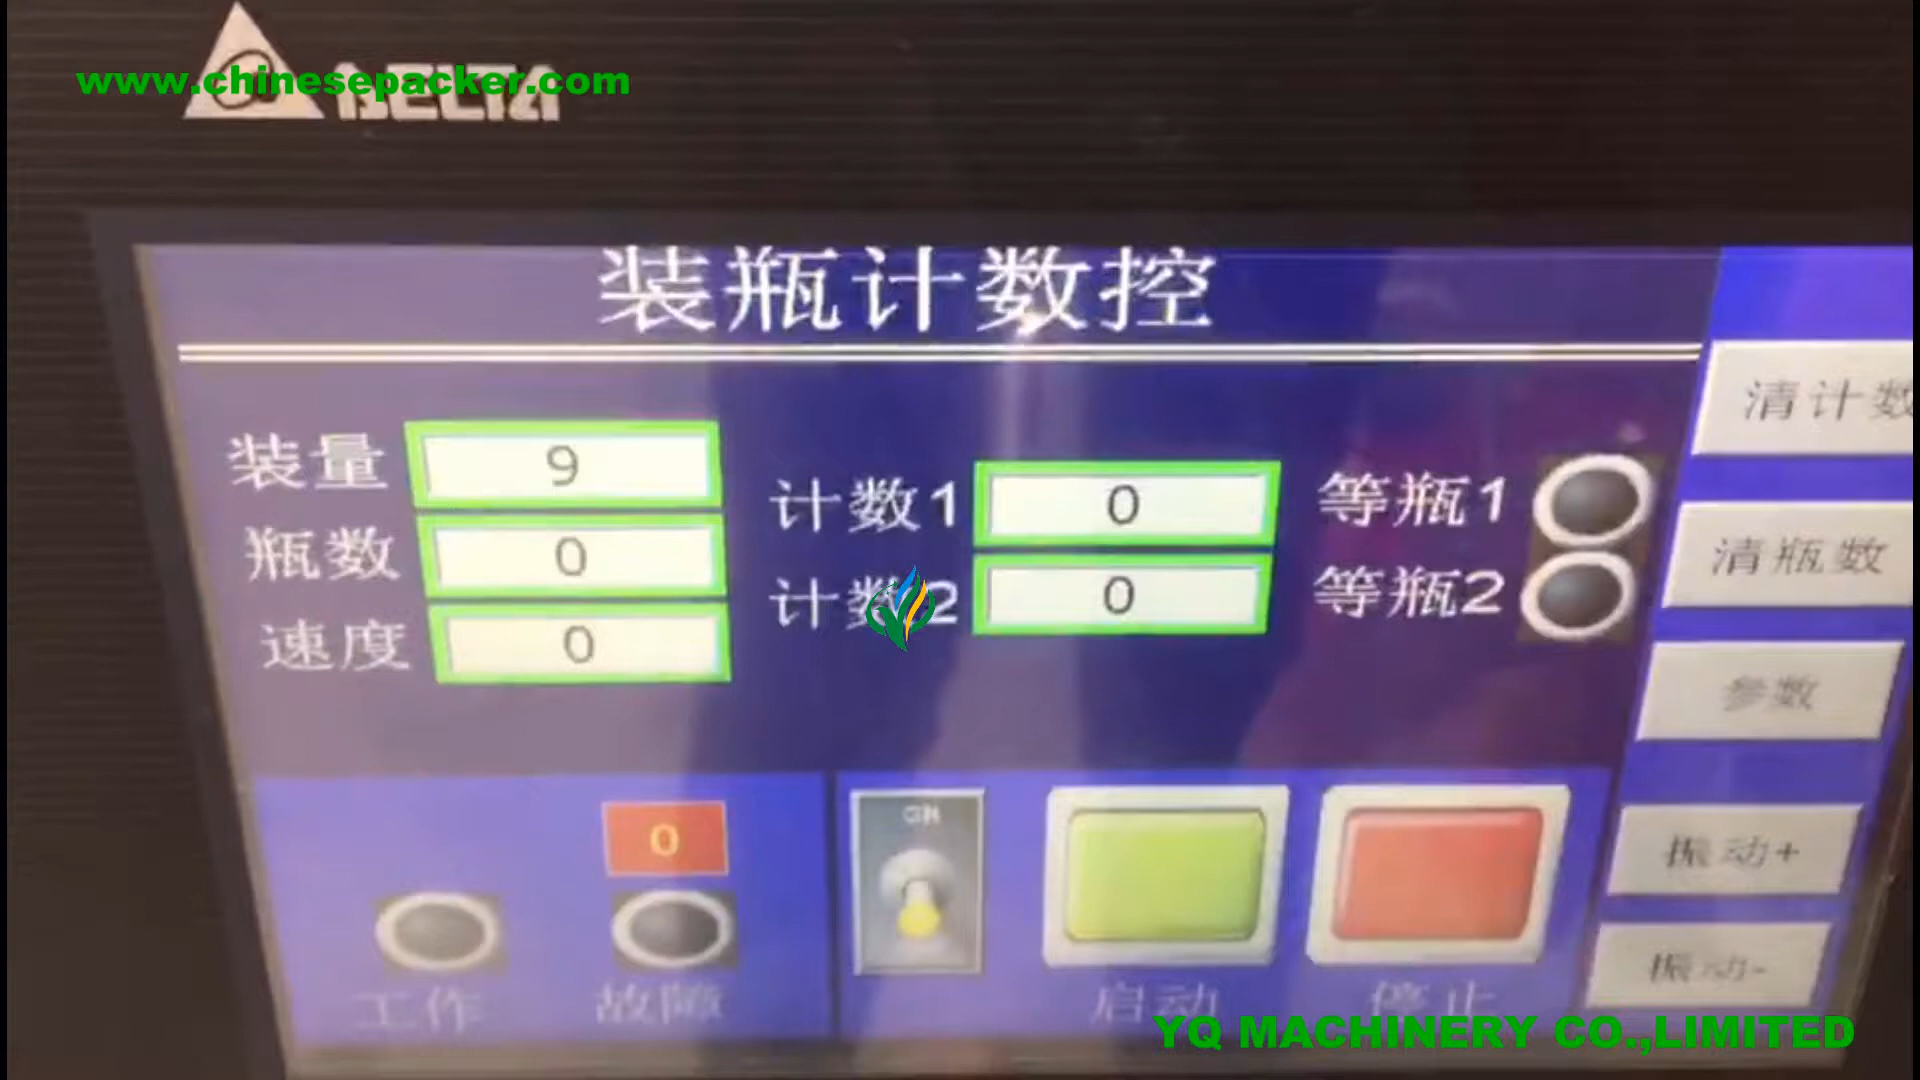 www.chinesepacker.com
DELTA
装瓶计数控
清计数
装量 9
计数1 0
等瓶1
瓶数 0
清瓶数
计数2 0
等瓶2
速度 0
参数
ON
0
振动+
振动-
工作
故障
启动
停止
YQ MACHINERY CO.,LIMITED